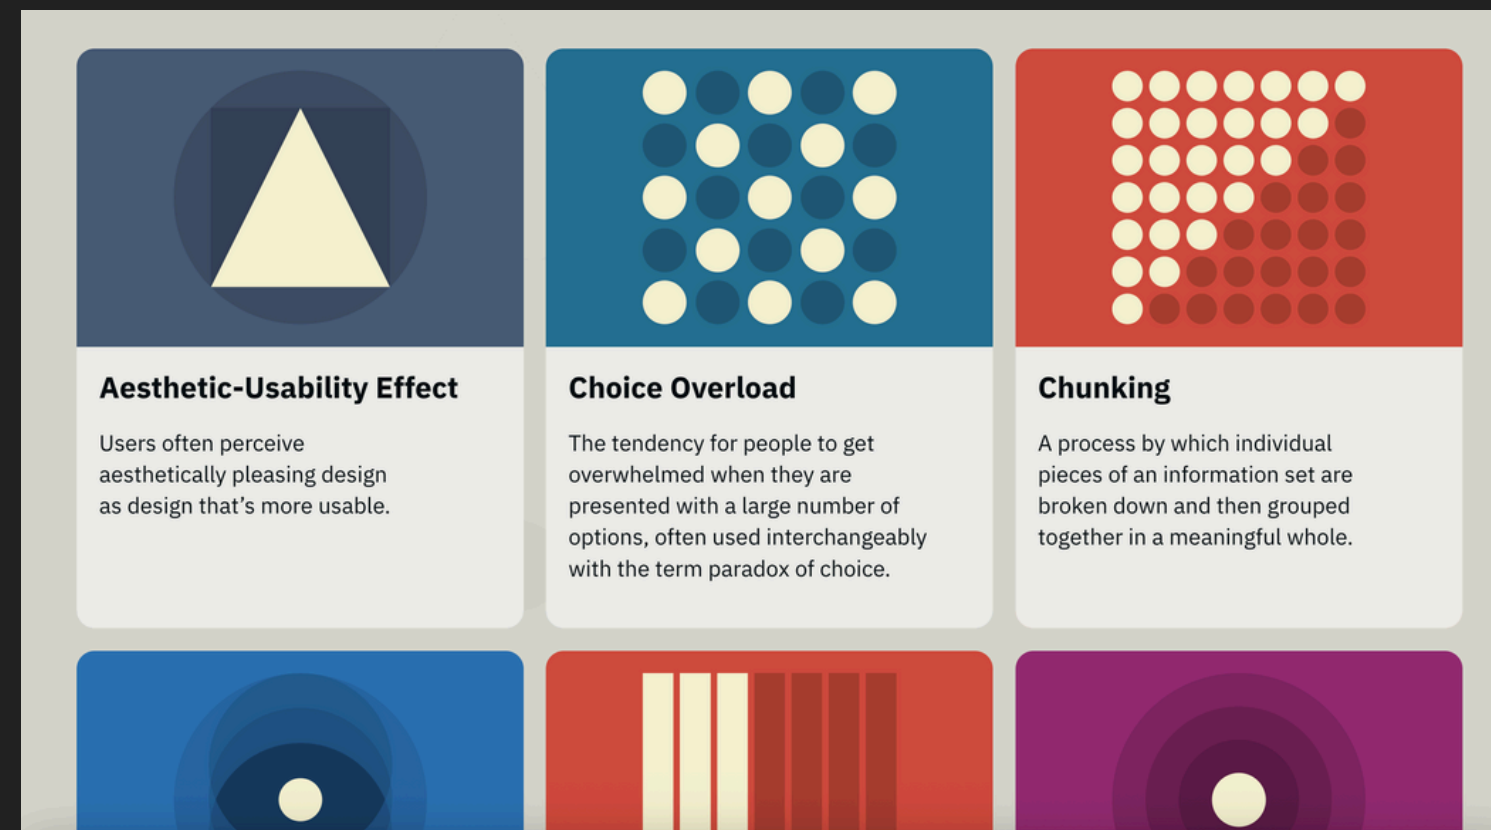 Aesthetic-Usability Effect
Users often perceive
aesthetically pleasing design
as design that’s more usable.
Choice Overload
The tendency for people to get
overwhelmed when they are
presented with a large number of
options, often used interchangeably
with the term paradox of choice.
Chunking
A process by which individual
pieces of an information set are
broken down and then grouped
together in a meaningful whole.